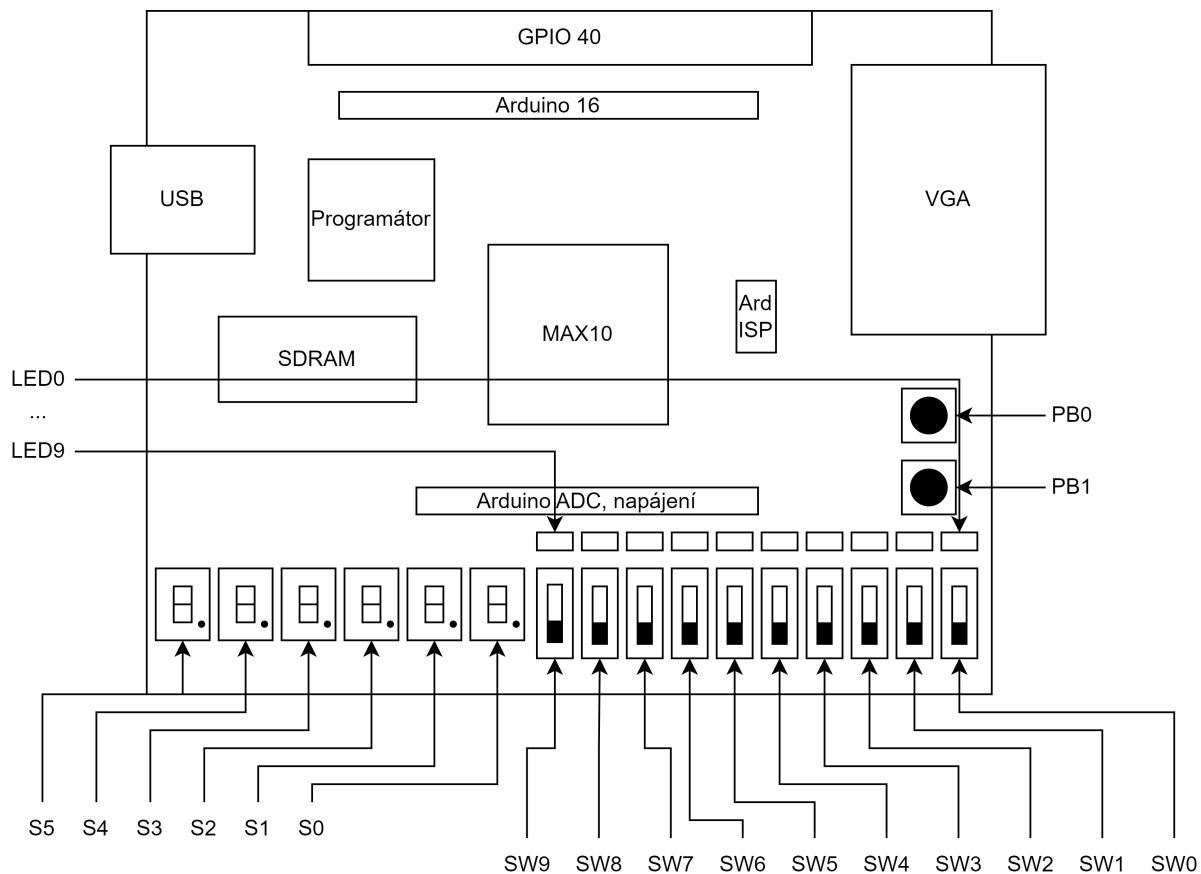 GPIO 40
Arduino 16
USB
Programátor
VGA
Ard
ISP
MAX10
SDRAM
LED0
...
PB0
LED9
PB1
Arduino ADC, napájení
S5
S4
S3
S2
S1
S0
SW9
SW8
SW7
SW6
SW5
SW4
SW3
SW2
SW1
SW0